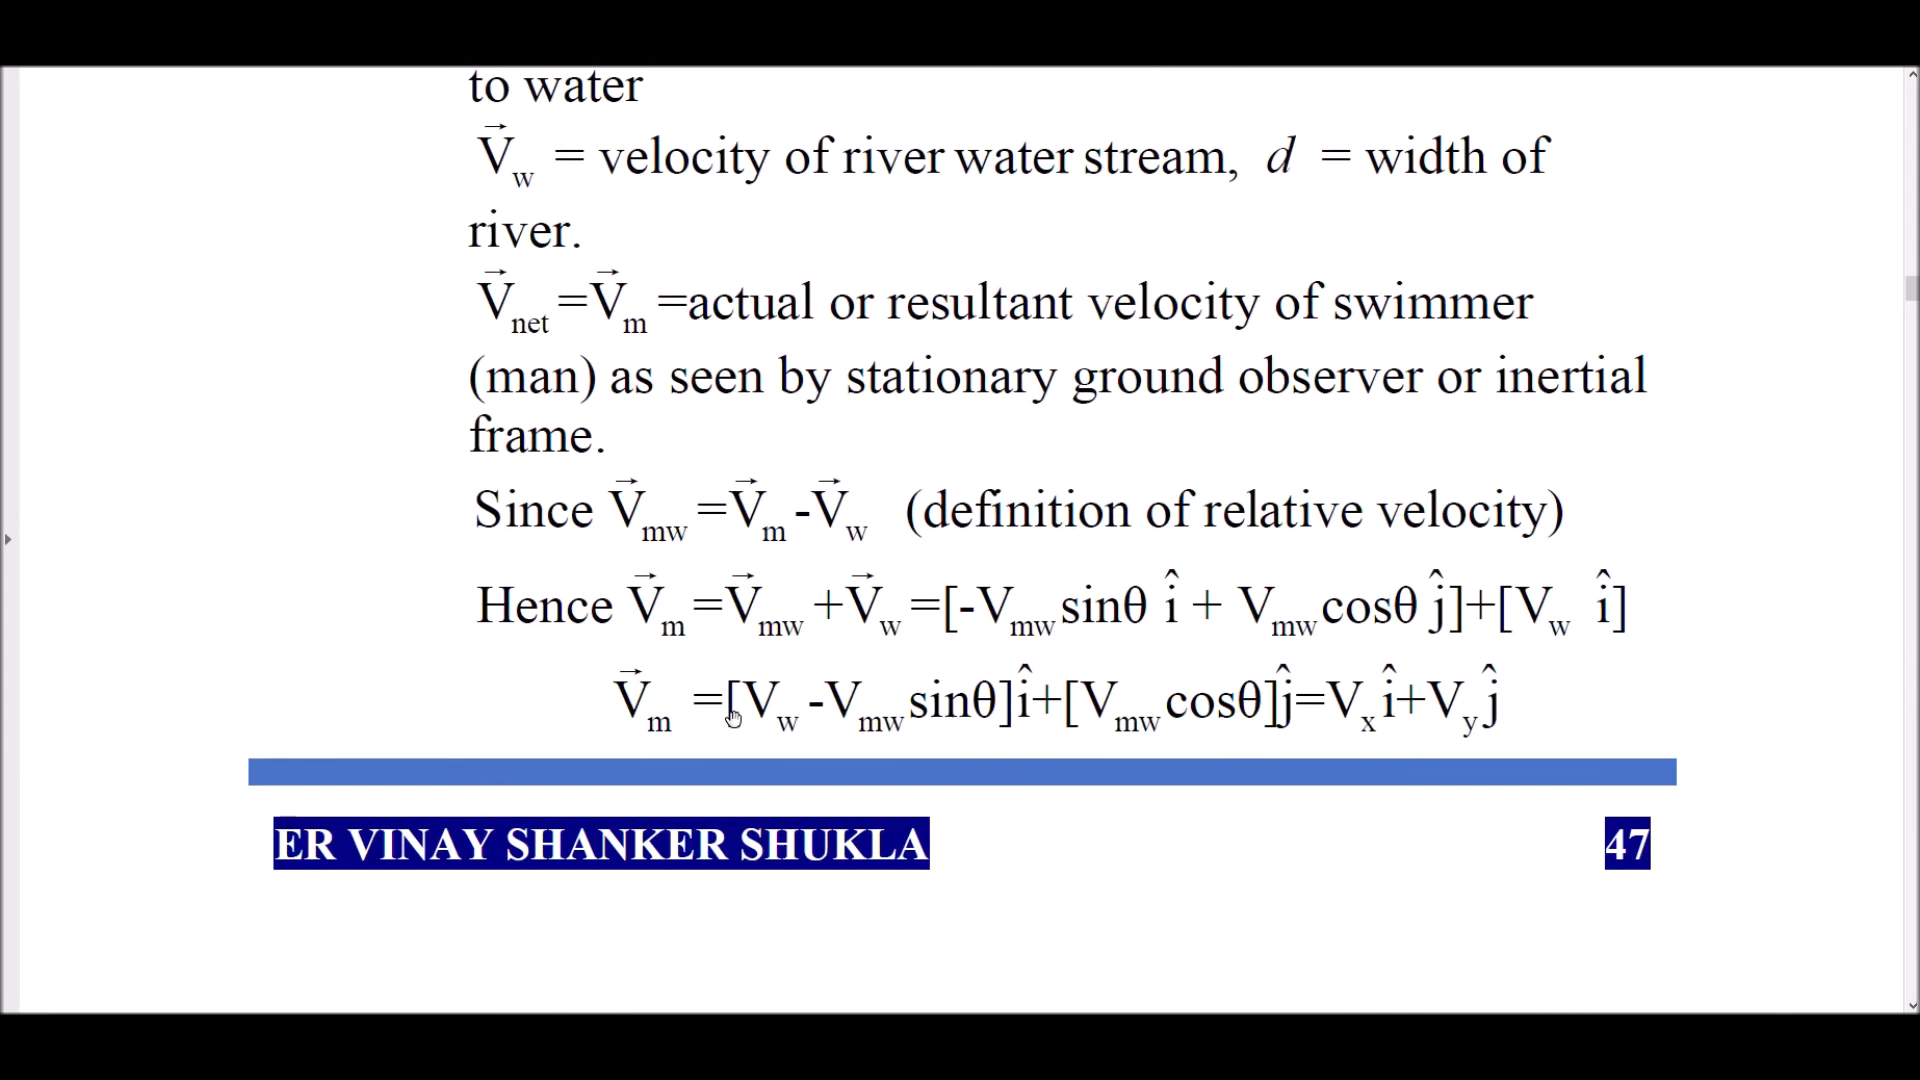 to water
V⃗w = velocity of river water stream, d = width of
river.
V⃗net =V⃗m =actual or resultant velocity of swimmer
(man) as seen by stationary ground observer or inertial
frame.
Since V⃗mw =V⃗m -V⃗w (definition of relative velocity)
Hence V⃗m =V⃗mw +V⃗w =[-Vmw sinθ î + Vmw cosθ ĵ]+[Vw î]
V⃗m =[Vw -Vmw sinθ]î+[Vmw cosθ]ĵ=Vx î+Vy ĵ
ER VINAY SHANKER SHUKLA 47